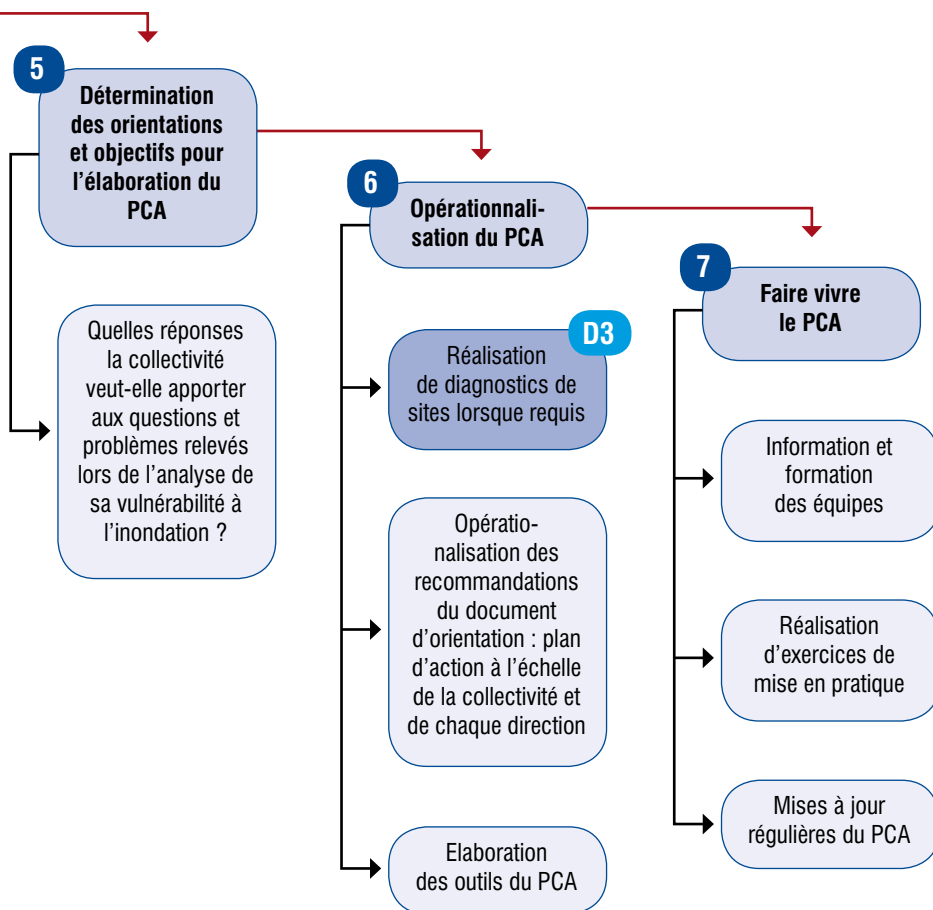 5
Détermination
des orientations
et objectifs pour
l'élaboration du
PCA
Quelles réponses
la collectivité
veut-elle apporter
aux questions et
problèmes relevés
lors de l'analyse de
sa vulnérabilité à
l'inondation ?
6
Opérationnali-
sation du PCA
D3
Réalisation
de diagnostics de
sites lorsque requis
Opératio-
nalisation des
recommandations
du document
d'orientation : plan
d'action à l'échelle
de la collectivité et
de chaque direction
Elaboration
des outils du PCA
7
Faire vivre
le PCA
Information et
formation
des équipes
Réalisation
d'exercices de
mise en pratique
Mises à jour
régulières du PCA